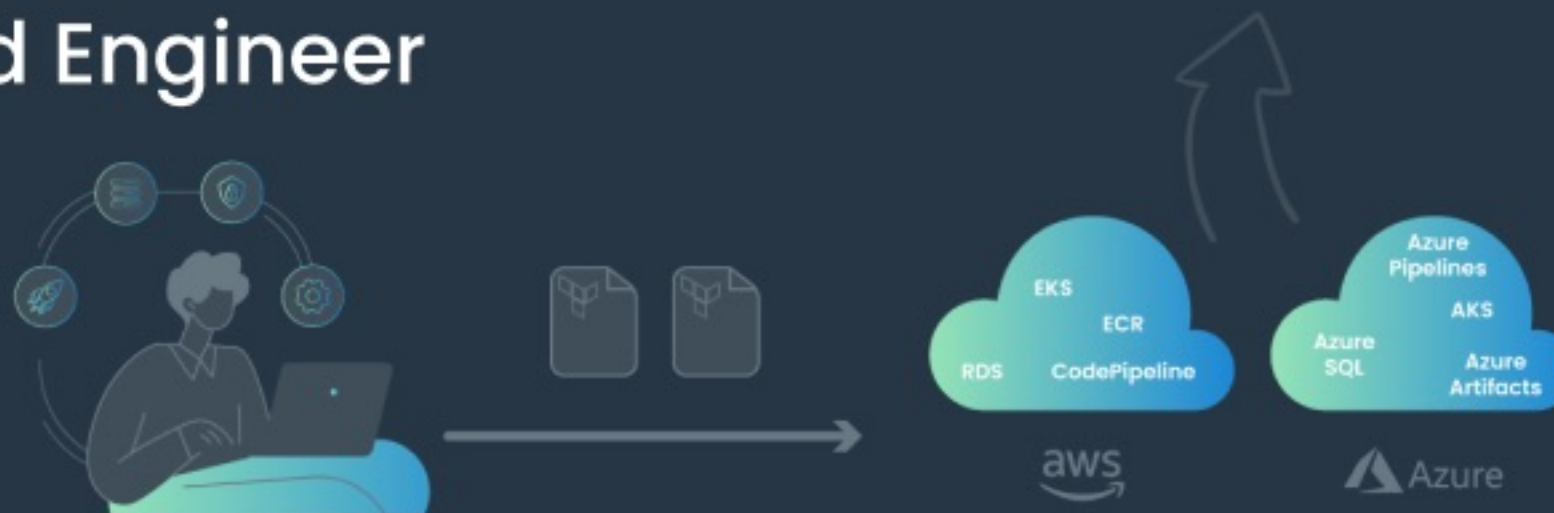 d Engineer
EKS
ECR
RDS CodePipeline
aws
Azure
Pipelines
AKS
Azure
SQL
Azure
Artifacts
Azure